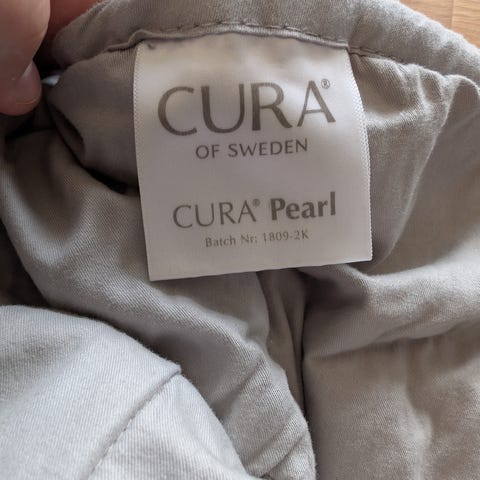 CURA®
OF SWEDEN
CURA® Pearl
Batch Nr: 1809-2K